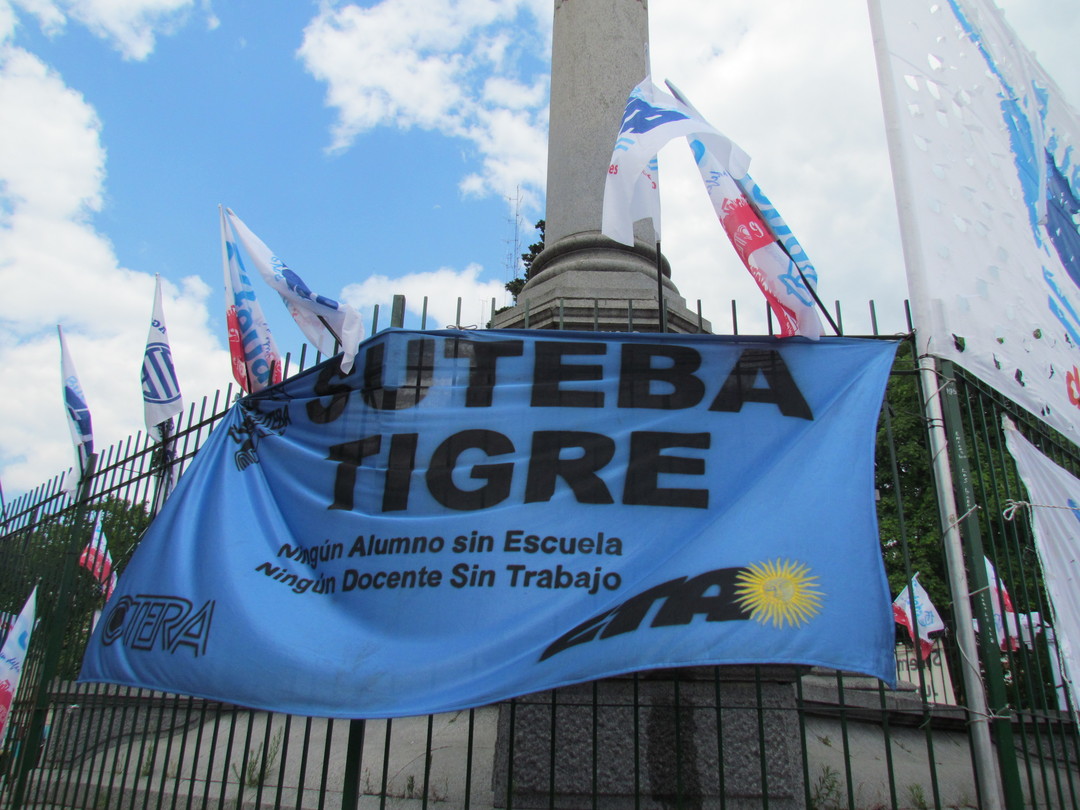 SUTEBA
TIGRE
Ningún Alumno sin Escuela
Ningún Docente Sin Trabajo
CTERA
CTA